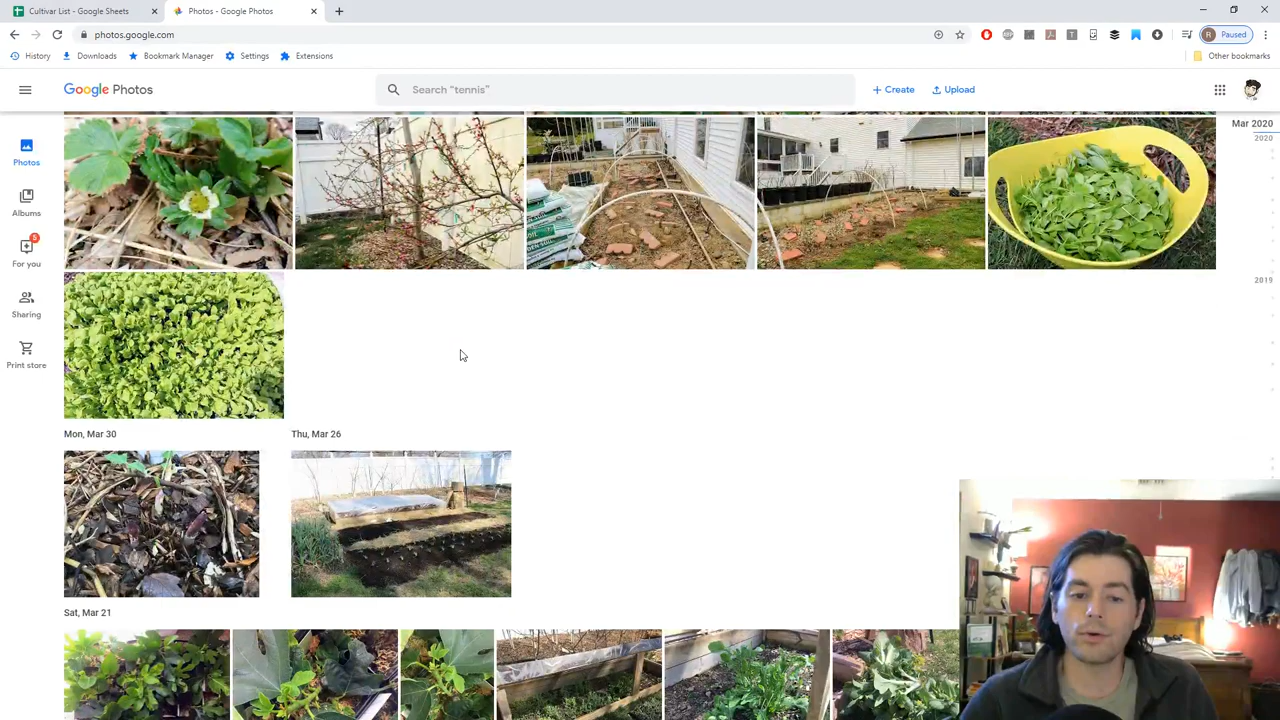 Cultivar List - Google Sheets
Photos - Google Photos
photos.google.com
Paused
History
Downloads
Bookmark Manager
Settings
Extensions
Other bookmarks
Google Photos
Search “tennis”
Create
Upload
Mar 2020
2020
2019
Photos
Albums
5
For you
Sharing
Print store
Mon, Mar 30
Thu, Mar 26
Sat, Mar 21